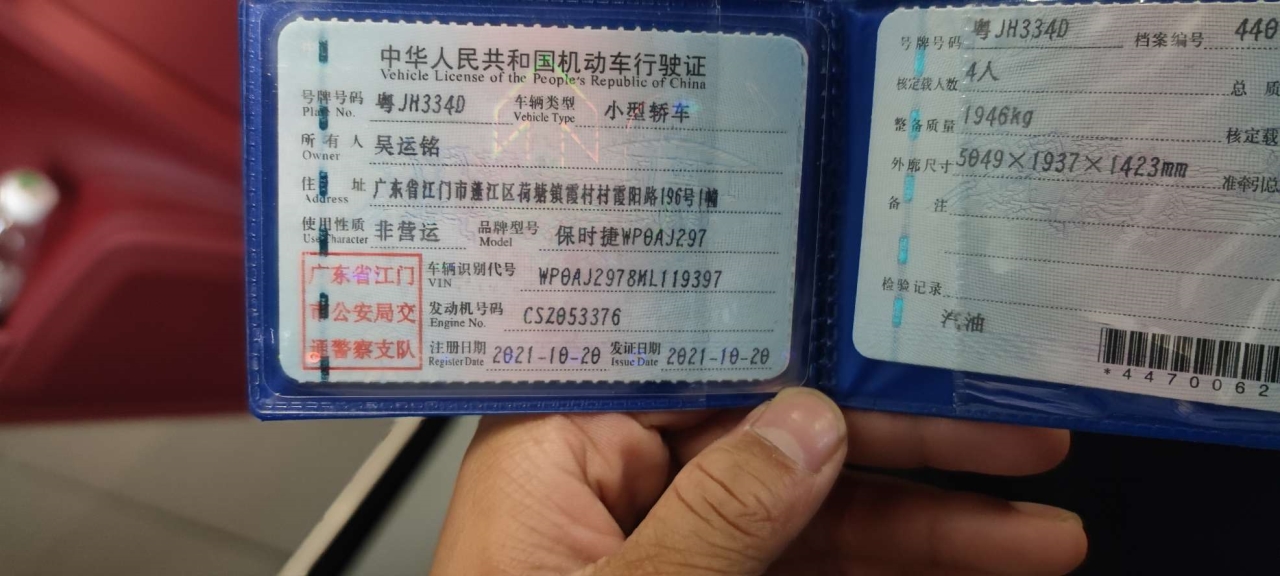 中华人民共和国机动车行驶证
Vehicle License of the People's Republic of China
号牌号码 粤JH334D 车辆类型 小型轿车
Plate No. Vehicle Type
所有人 吴运铭
Owner
住址 广东省江门市蓬江区荷塘镇霞村村霞阳路196号1幢
Address
使用性质 非营运 品牌型号 保时捷WP0AJ297
Use Character Model
广东省江门
市公安局交
通警察支队
车辆识别代号 WP0AJ2978ML119397
VIN
发动机号码 CSZ053376
Engine No.
注册日期 2021-10-20 发证日期 2021-10-20
Register Date Issue Date
号牌号码 粤JH334D 档案编号 440
核定载人数 4人 总质
整备质量 1946kg 核定载
外廓尺寸 5049×1937×1423mm 准牵引总
备注
检验记录
汽油
*4470062